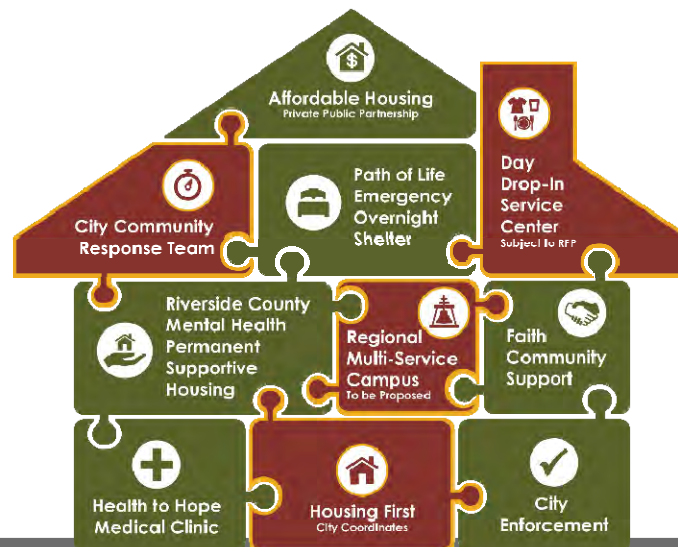 $
Affordable Housing
Private Public Partnership
City Community
Response Team
Path of Life
Emergency
Overnight
Shelter
Day
Drop-In
Service
Center
Subject to RFP
Riverside County
Mental Health
Permanent
Supportive
Housing
Regional
Multi-Service
Campus
To be Proposed
Faith
Community
Support
Health to Hope
Medical Clinic
Housing First
City Coordinates
City
Enforcement